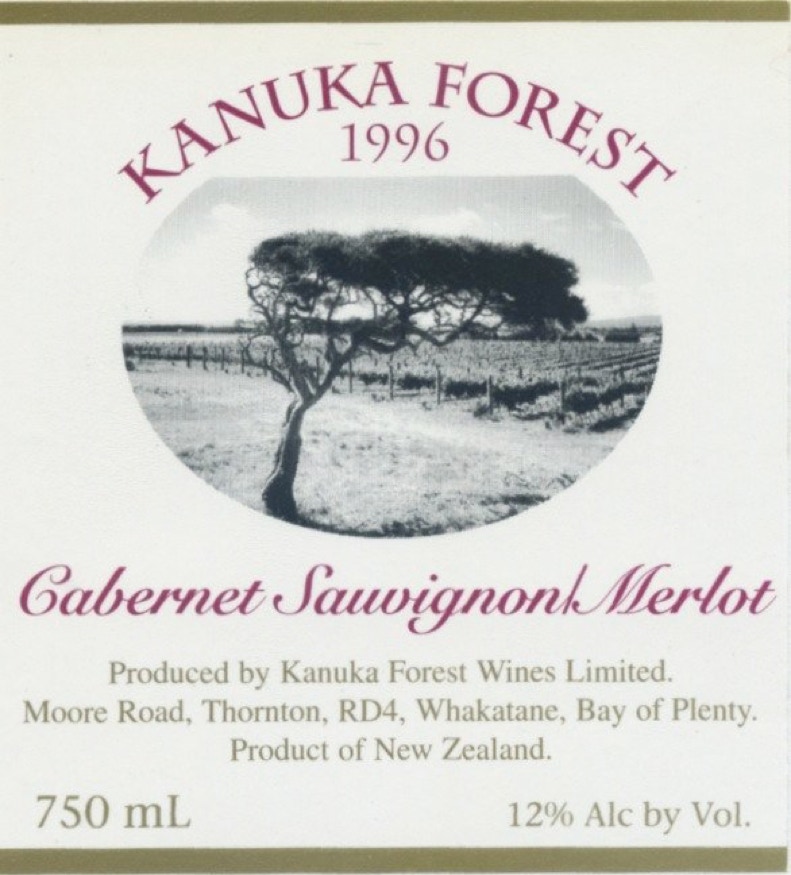 KANUKA FOREST
1996
Cabernet Sauvignon/Merlot
Produced by Kanuka Forest Wines Limited.
Moore Road, Thornton, RD4, Whakatane, Bay of Plenty.
Product of New Zealand.
750 mL 12% Alc by Vol.